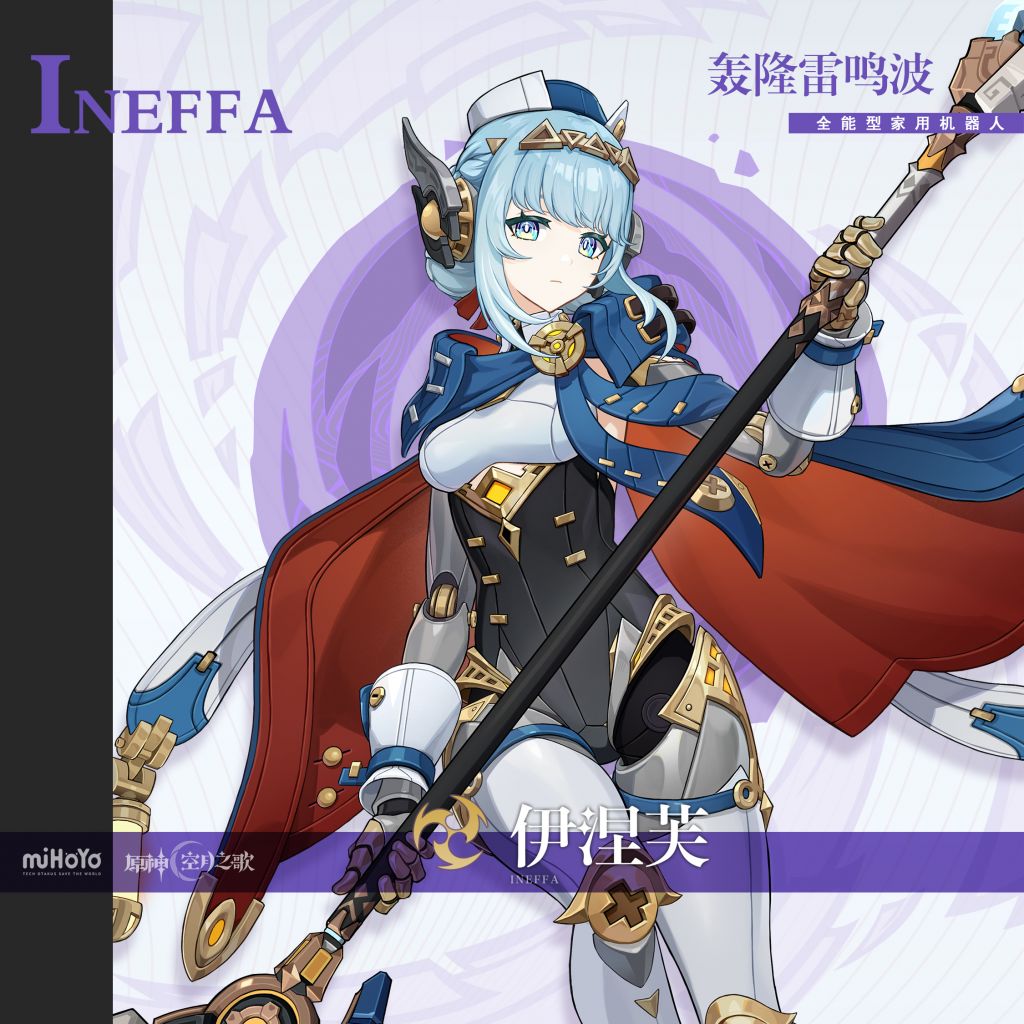 INEFFA
轰隆雷鸣波
全能型家用机器人
伊涅芙
INEFFA
miHoYo
TECH OTAKUS SAVE THE WORLD
原神 空月之歌